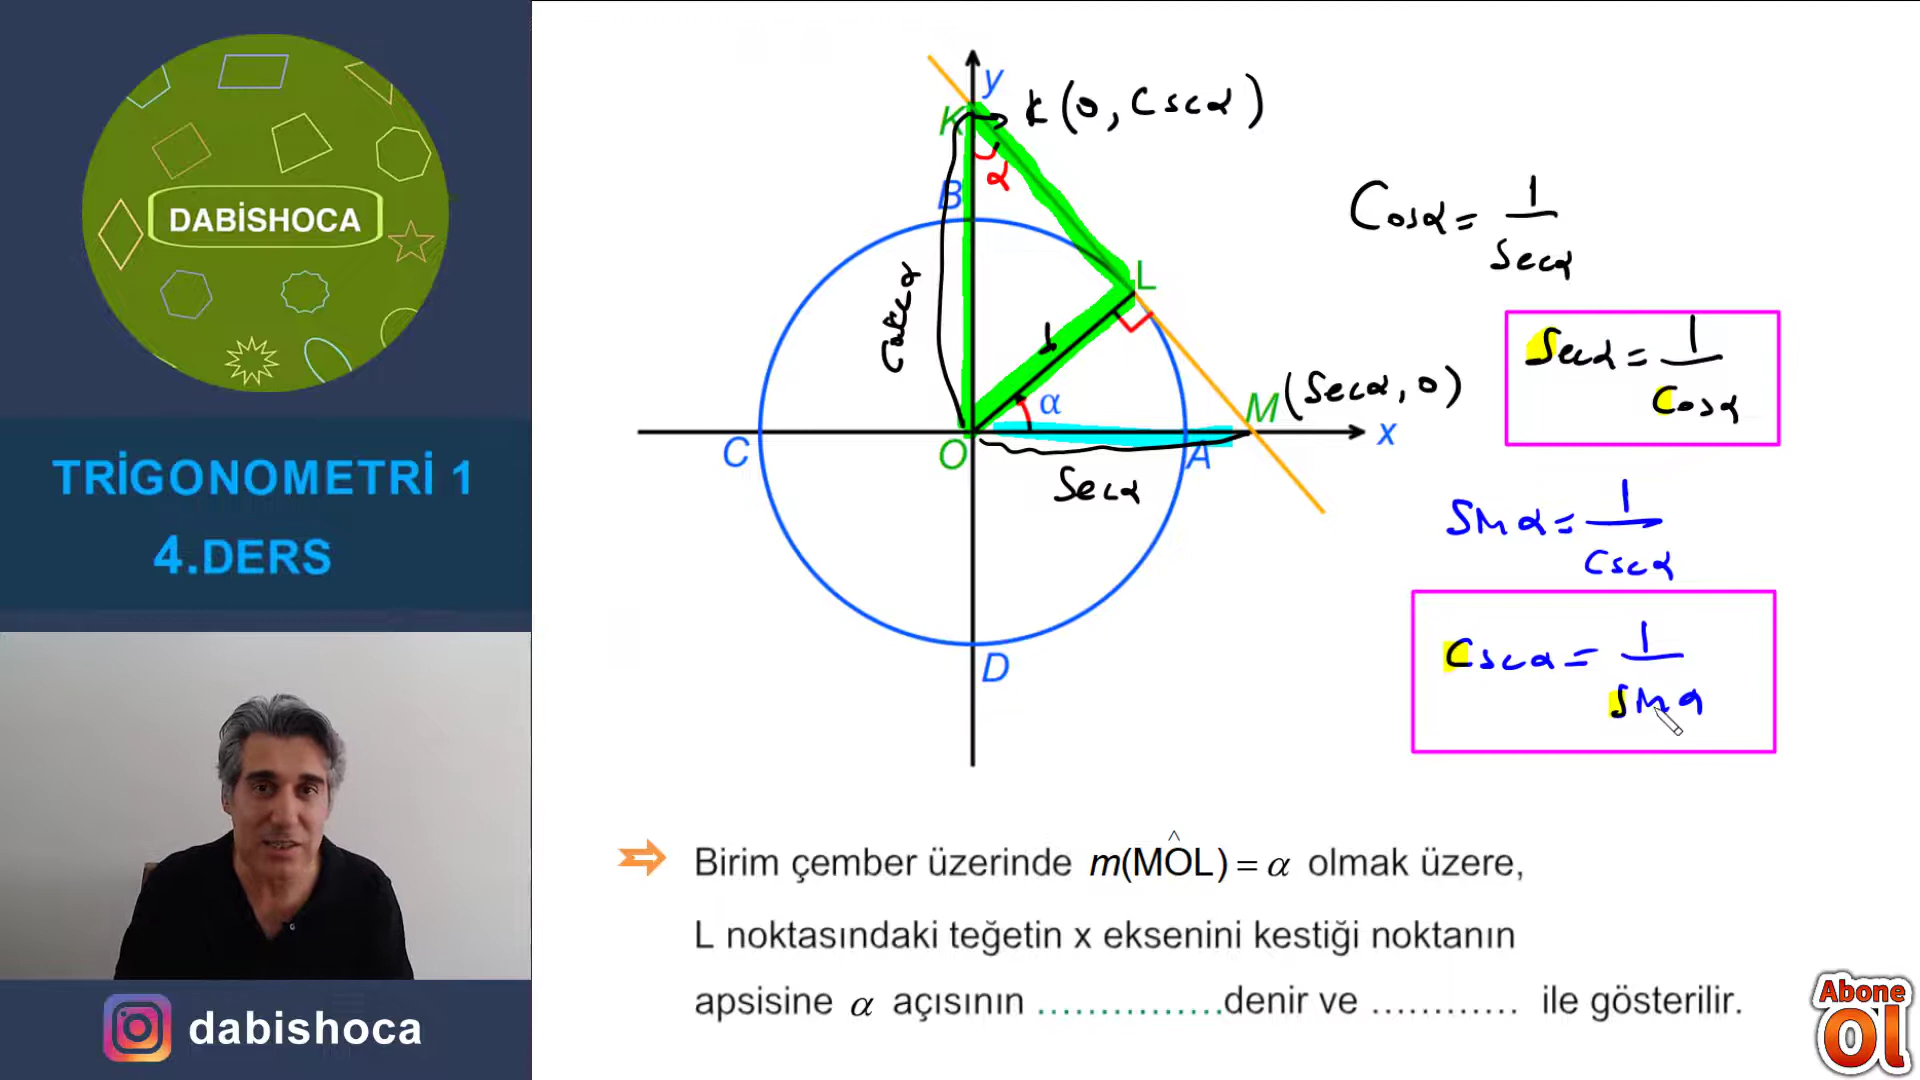 DABİSHOCA
TRİGONOMETRİ 1
4.DERS
dabishoca
y
K
K(0, Cscα)
α
B
L
1
α
M (Secα, 0)
C
O
A
x
Secα
D
Cosα = 1/Secα
Secα = 1/Cosα
Sinα = 1/Cscα
Cscα = 1/Sinα
Birim çember üzerinde m(MÔL) = α olmak üzere,
L noktasındaki teğetin x eksenini kestiği noktanın
apsisine α açısının ...............denir ve ............ ile gösterilir.
Abone
Ol